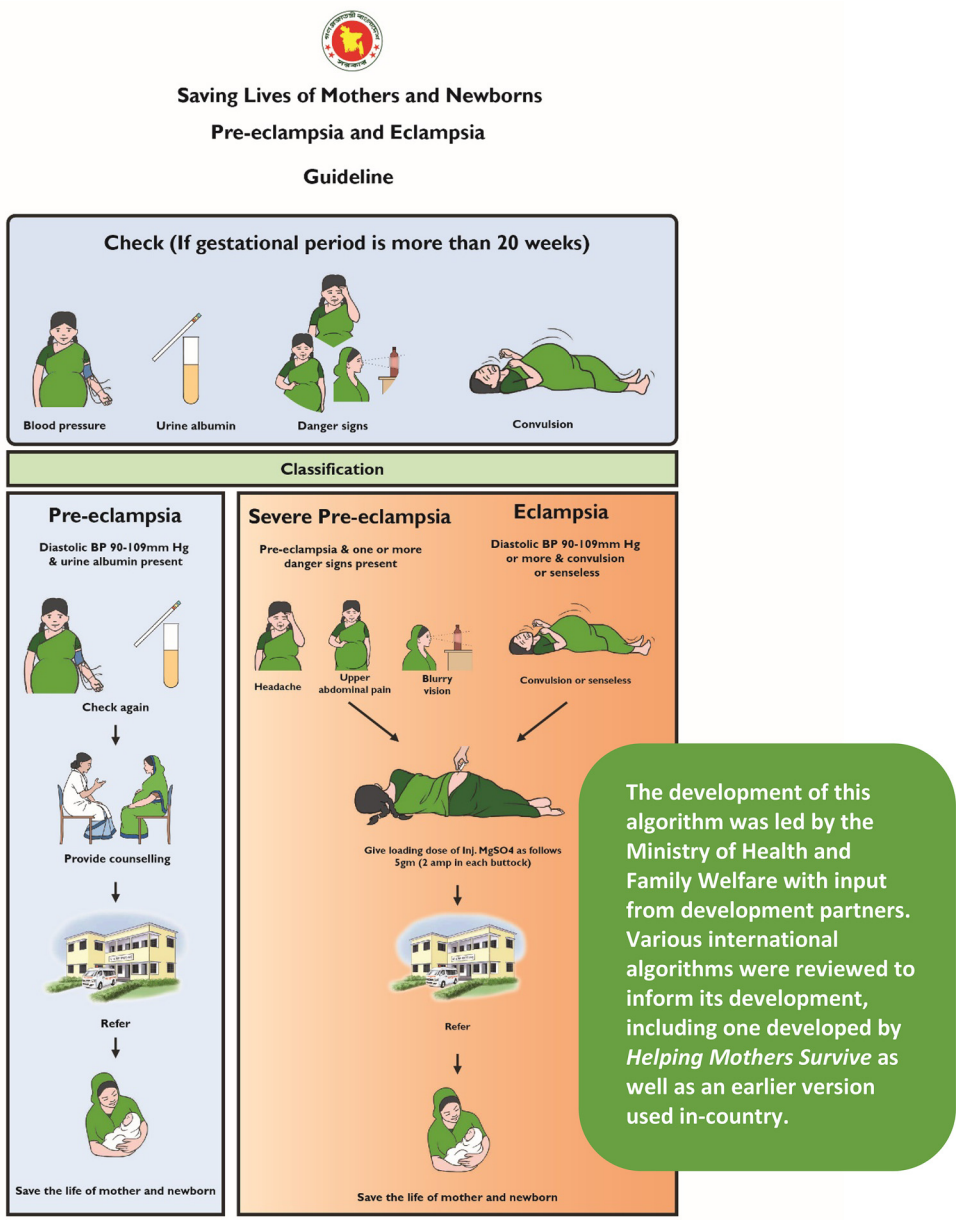 Saving Lives of Mothers and Newborns
Pre-eclampsia and Eclampsia
Guideline
Check (If gestational period is more than 20 weeks)
Blood pressure
Urine albumin
Danger signs
Convulsion
Classification
Pre-eclampsia
Diastolic BP 90-109mm Hg
& urine albumin present
Check again
Provide counselling
Refer
Save the life of mother and newborn
Severe Pre-eclampsia
Pre-eclampsia & one or more
danger signs present
Headache
Upper
abdominal pain
Blurry
vision
Eclampsia
Diastolic BP 90-109mm Hg
or more & convulsion
or senseless
Convulsion or senseless
Give loading dose of Inj. MgSO4 as follows
5gm (2 amp in each buttock)
Refer
Save the life of mother and newborn
The development of this
algorithm was led by the
Ministry of Health and
Family Welfare with input
from development partners.
Various international
algorithms were reviewed to
inform its development,
including one developed by
Helping Mothers Survive as
well as an earlier version
used in-country.